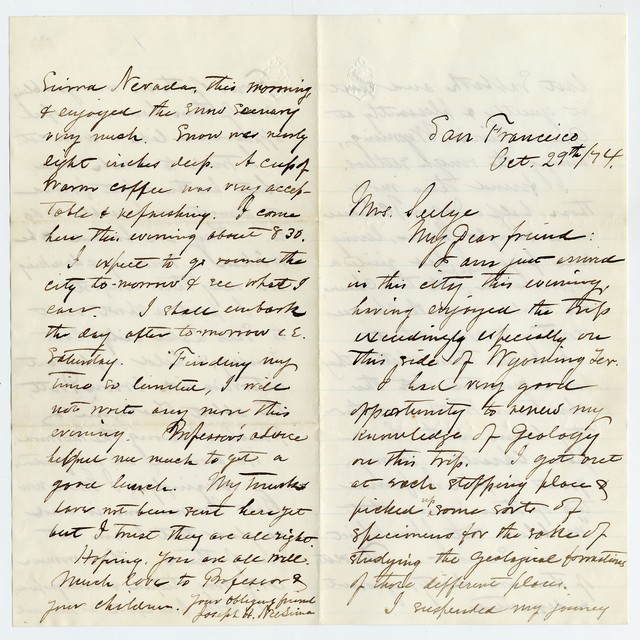 San Francisco
Oct. 29th/74.
Mrs. Seelye
My Dear friend:
I am just arrived
in this city this evening,
having enjoyed the trip
exceedingly especially on
this side of Wyoming Ter.
I had very good
opportunity to renew my
knowledge of Geology
on this trip. I got out
at each stopping place &
picked up some sorts of
specimens for the sake of
studying the geological formations
of those different places.
I suspended my journey
Sierra Nevada, this morning
& enjoyed the snow scenery
very much. Snow was nearly
eight inches deep. A cup of
warm coffee was very accep-
table & refreshing. I come
here this evening about 8 30.
I expect to go round the
city to-morrow & see what I
can. I shall embark
the day after to-morrow i.e.
Saturday. Finding my
time so limited, I will
not write any more this
evening. Professor's advice
helped me much to get a
good lunch. My trunks
have not been sent here yet
but I trust they are all right.
Hoping you are all well.
Much love to Professor &
your children. Your obliging friend
Joseph H. Neesima